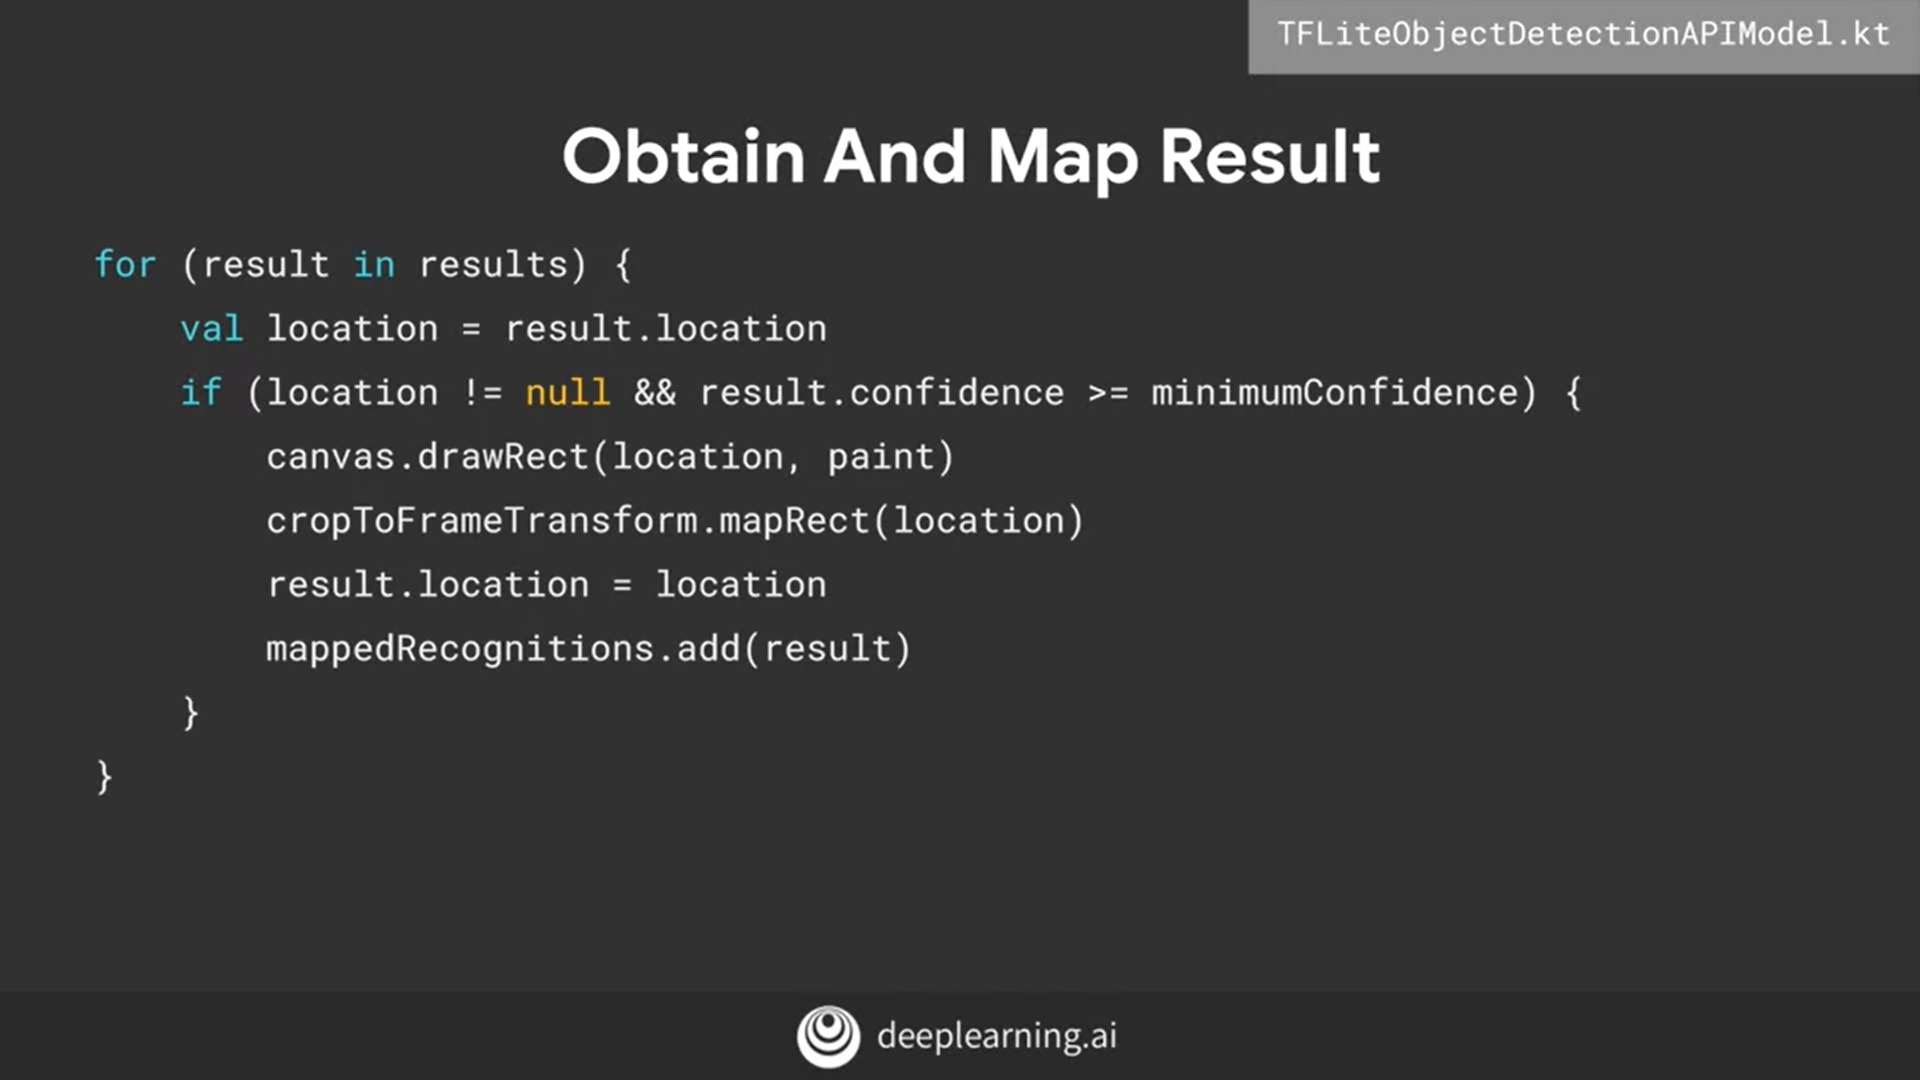 TFLiteObjectDetectionAPIModel.kt
Obtain And Map Result
for (result in results) {
    val location = result.location
    if (location != null && result.confidence >= minimumConfidence) {
        canvas.drawRect(location, paint)
        cropToFrameTransform.mapRect(location)
        result.location = location
        mappedRecognitions.add(result)
    }
}
deeplearning.ai